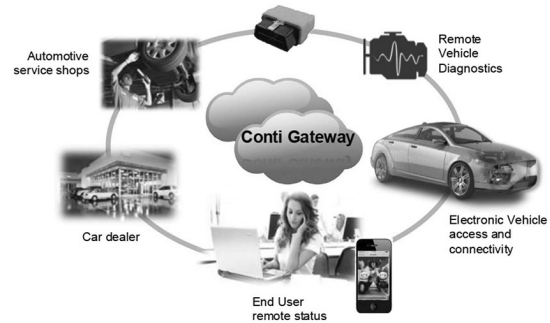 Automotive
service shops
Remote
Vehicle
Diagnostics
Conti Gateway
Car dealer
Electronic Vehicle
access and
connectivity
End User
remote status